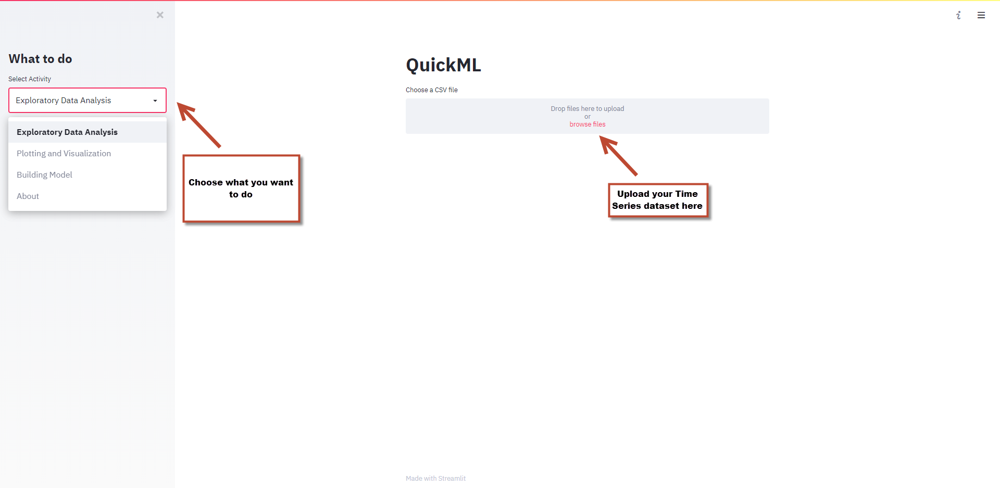 What to do
Select Activity
Exploratory Data Analysis
Exploratory Data Analysis
Plotting and Visualization
Building Model
About
Choose what you want
to do
QuickML
Choose a CSV file
Drop files here to upload
or
browse files
Upload your Time
Series dataset here
Made with Streamlit